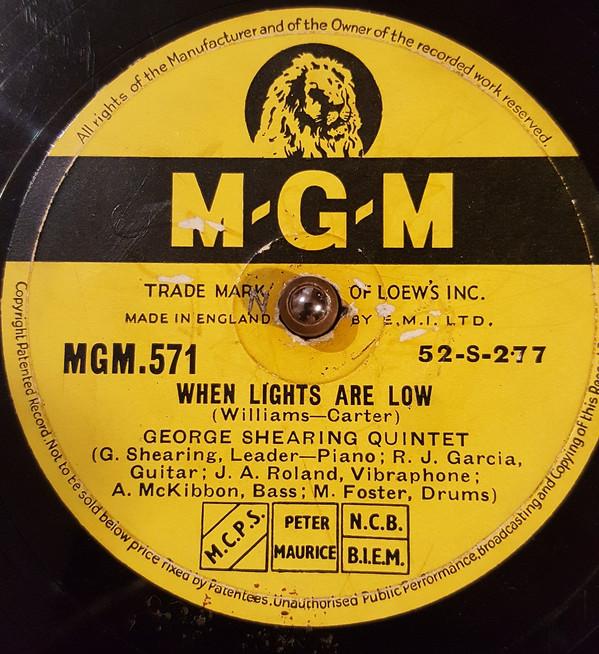 All rights of the Manufacturer and of the Owner of the recorded work reserved.
M-G-M
TRADE MARK OF LOEW'S INC.
MADE IN ENGLAND BY E.M.I. LTD.
MGM.571
52-S-277
WHEN LIGHTS ARE LOW
(Williams—Carter)
GEORGE SHEARING QUINTET
(G. Shearing, Leader—Piano; R. J. Garcia,
Guitar; J. A. Roland, Vibraphone;
A. McKibbon, Bass; M. Foster, Drums)
M.C.P.S.
PETER
MAURICE
N.C.B.
B.I.E.M.
Copyright Patented Record. Not to be sold below price fixed by Patentees. Unauthorised Public Performance, Broadcasting and Copying of this